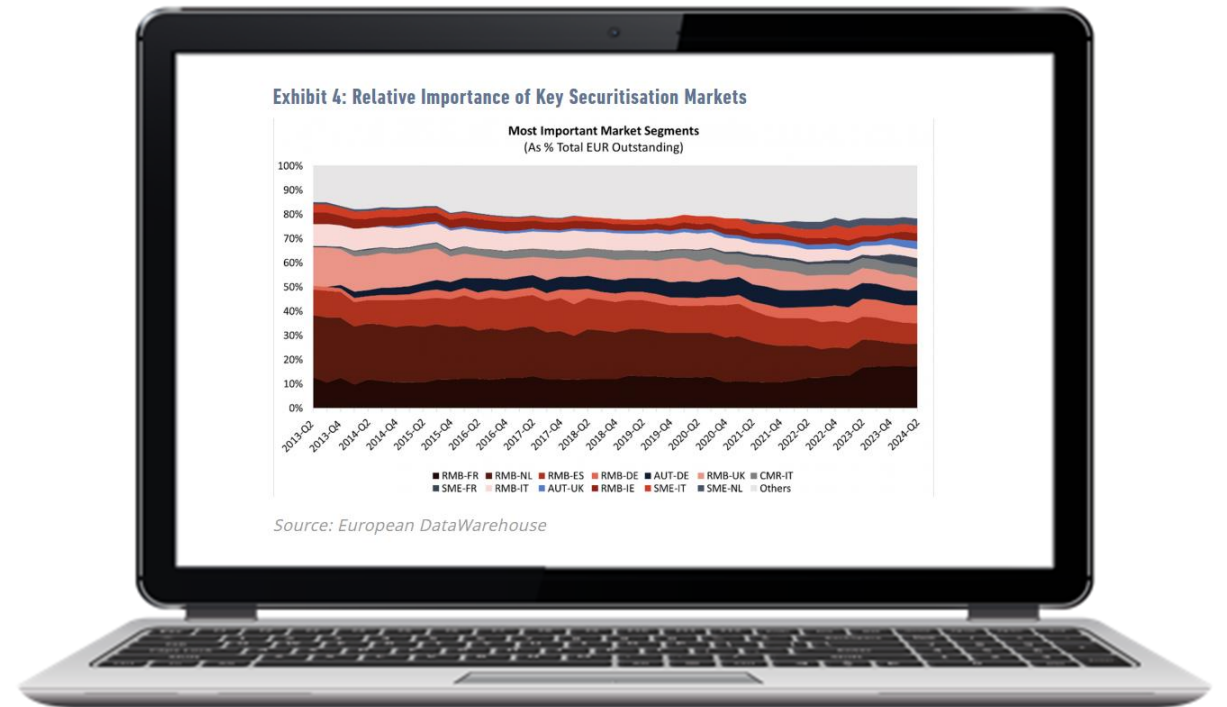 Exhibit 4: Relative Importance of Key Securitisation Markets
Most Important Market Segments
(As % Total EUR Outstanding)
100%
90%
80%
70%
60%
50%
40%
30%
20%
10%
0%
2013-Q2 2013-Q4 2014-Q2 2014-Q4 2015-Q2 2015-Q4 2016-Q2 2016-Q4 2017-Q2 2017-Q4 2018-Q2 2018-Q4 2019-Q2 2019-Q4 2020-Q2 2020-Q4 2021-Q2 2021-Q4 2022-Q2 2022-Q4 2023-Q2 2023-Q4 2024-Q2
RMB-FR RMB-NL RMB-ES RMB-DE AUT-DE RMB-UK CMR-IT
SME-FR RMB-IT AUT-UK RMB-IE SME-IT SME-NL Others
Source: European DataWarehouse